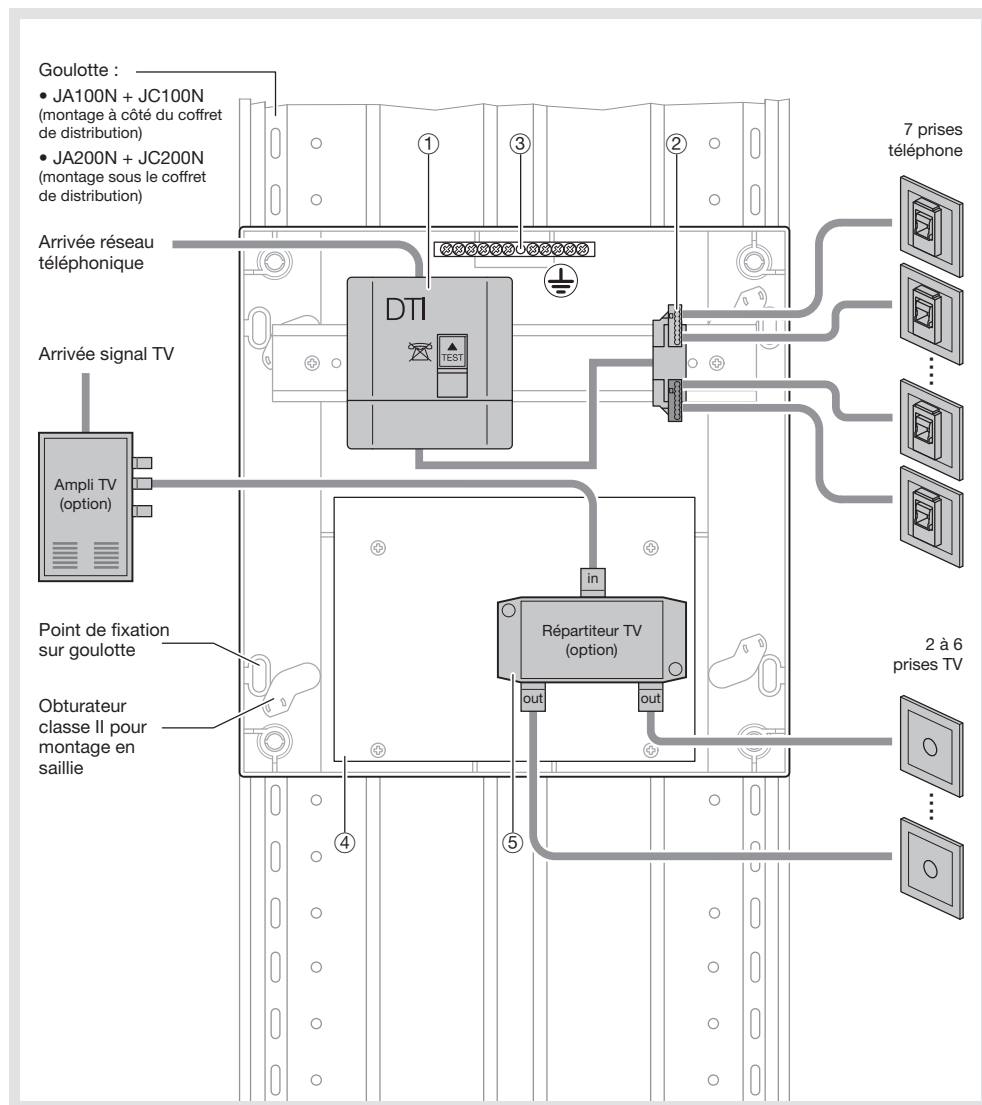 Goulotte :
• JA100N + JC100N
(montage à côté du coffret
de distribution)
• JA200N + JC200N
(montage sous le coffret
de distribution)
①
③
②
7 prises
téléphone
Arrivée réseau
téléphonique
DTI
TEST
Arrivée signal TV
Ampli TV
(option)
in
Répartiteur TV
(option)
out
out
Point de fixation
sur goulotte
2 à 6
prises TV
Obturateur
classe II pour
montage en
saillie
④
⑤